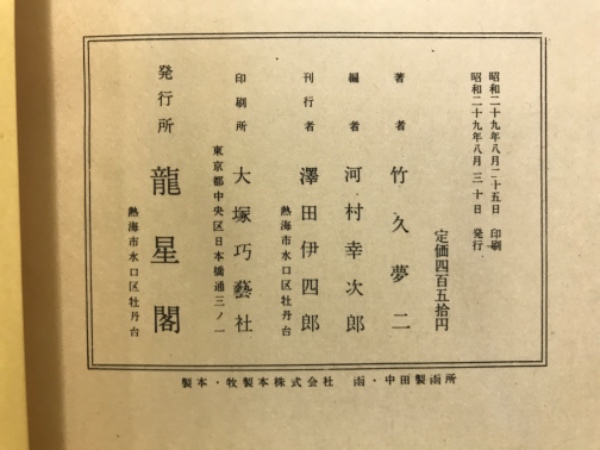 昭和二十九年八月二十五日 印刷
昭和二十九年八月三十日 発行
定価四百五拾円
著者 竹久夢二
編者 河村幸次郎
刊行者 澤田伊四郎
熱海市水口区牡丹台
印刷所 大塚巧藝社
東京都中央区日本橋通三ノ一
発行所 龍星閣
熱海市水口区牡丹台
製本・牧製本株式会社 函・中田製函所